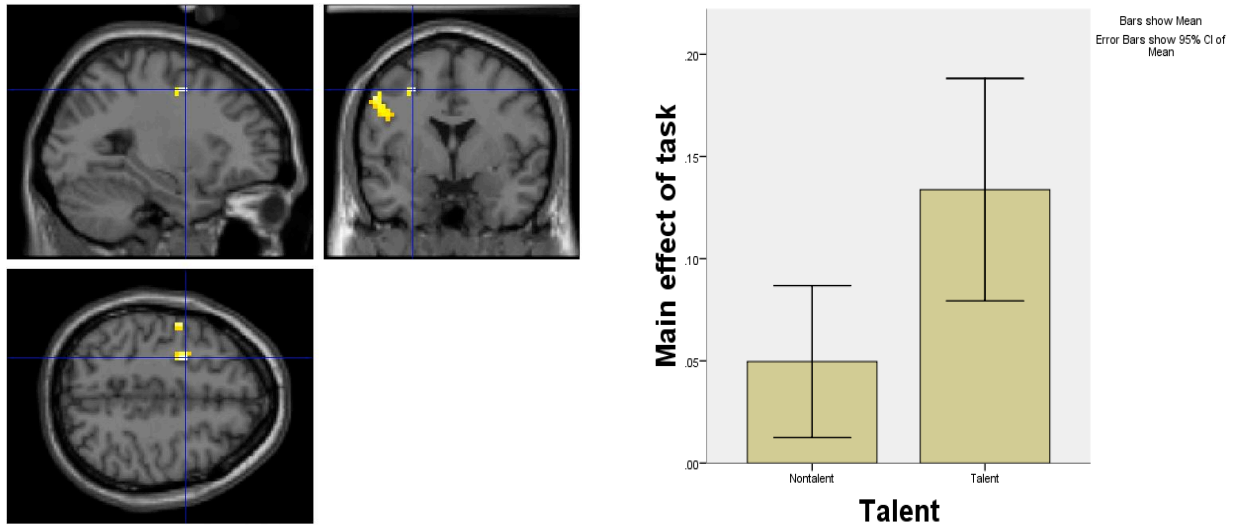 Bars show Mean
Error Bars show 95% CI of
Mean
Main effect of task
.20
.15
.10
.05
.00
Nontalent Talent
Talent